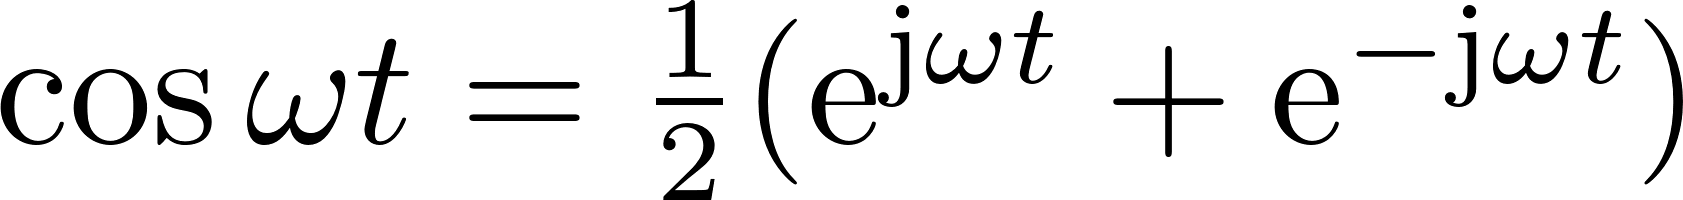 cos ωt = 1/2 (e^{jωt} + e^{−jωt})